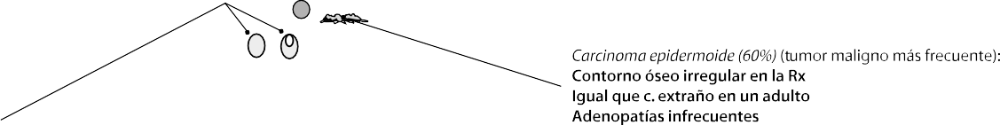 Carcinoma epidermoide (60%) (tumor maligno más frecuente):
Contorno óseo irregular en la Rx
Igual que c. extraño en un adulto
Adenopatías infrecuentes